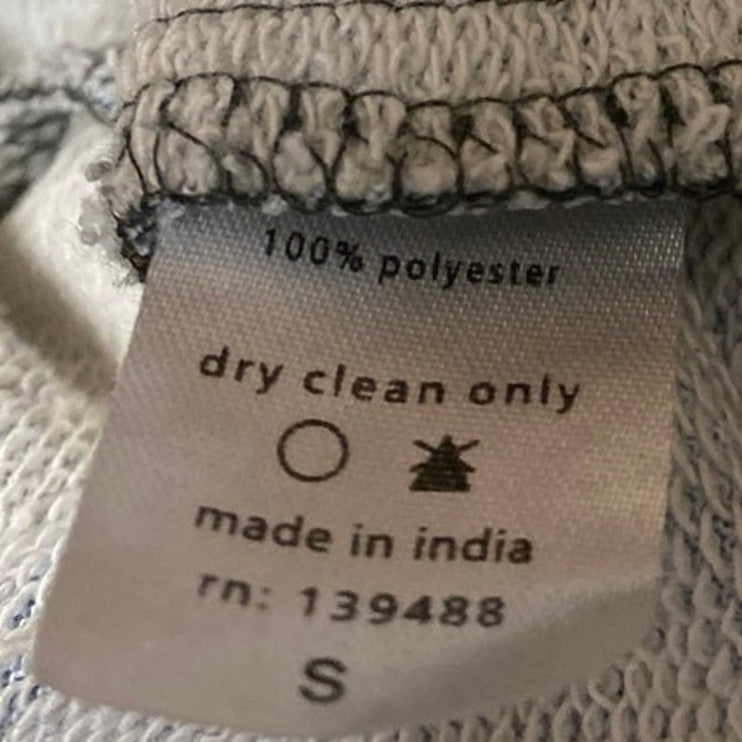 100% polyester
dry clean only
made in india
rn: 139488
S